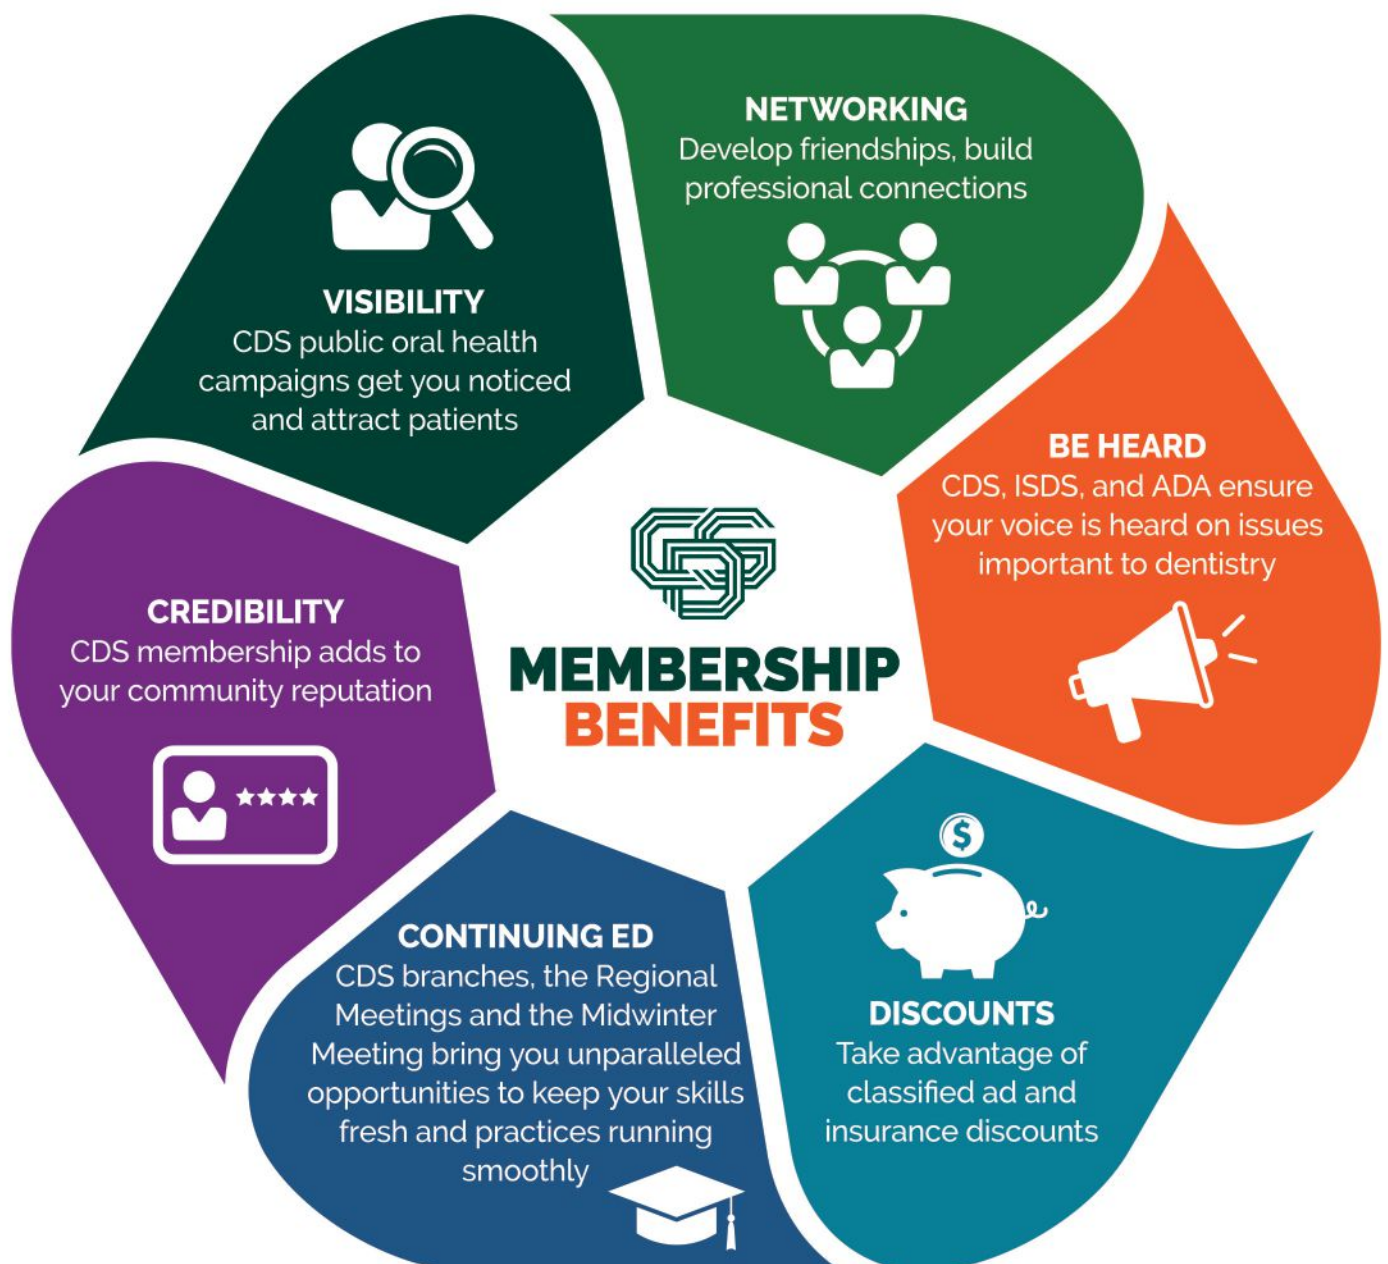 NETWORKING
Develop friendships, build
professional connections
VISIBILITY
CDS public oral health
campaigns get you noticed
and attract patients
BE HEARD
CDS, ISDS, and ADA ensure
your voice is heard on issues
important to dentistry
CDS
MEMBERSHIP
BENEFITS
CREDIBILITY
CDS membership adds to
your community reputation
$
DISCOUNTS
Take advantage of
classified ad and
insurance discounts
CONTINUING ED
CDS branches, the Regional
Meetings and the Midwinter
Meeting bring you unparalleled
opportunities to keep your skills
fresh and practices running
smoothly